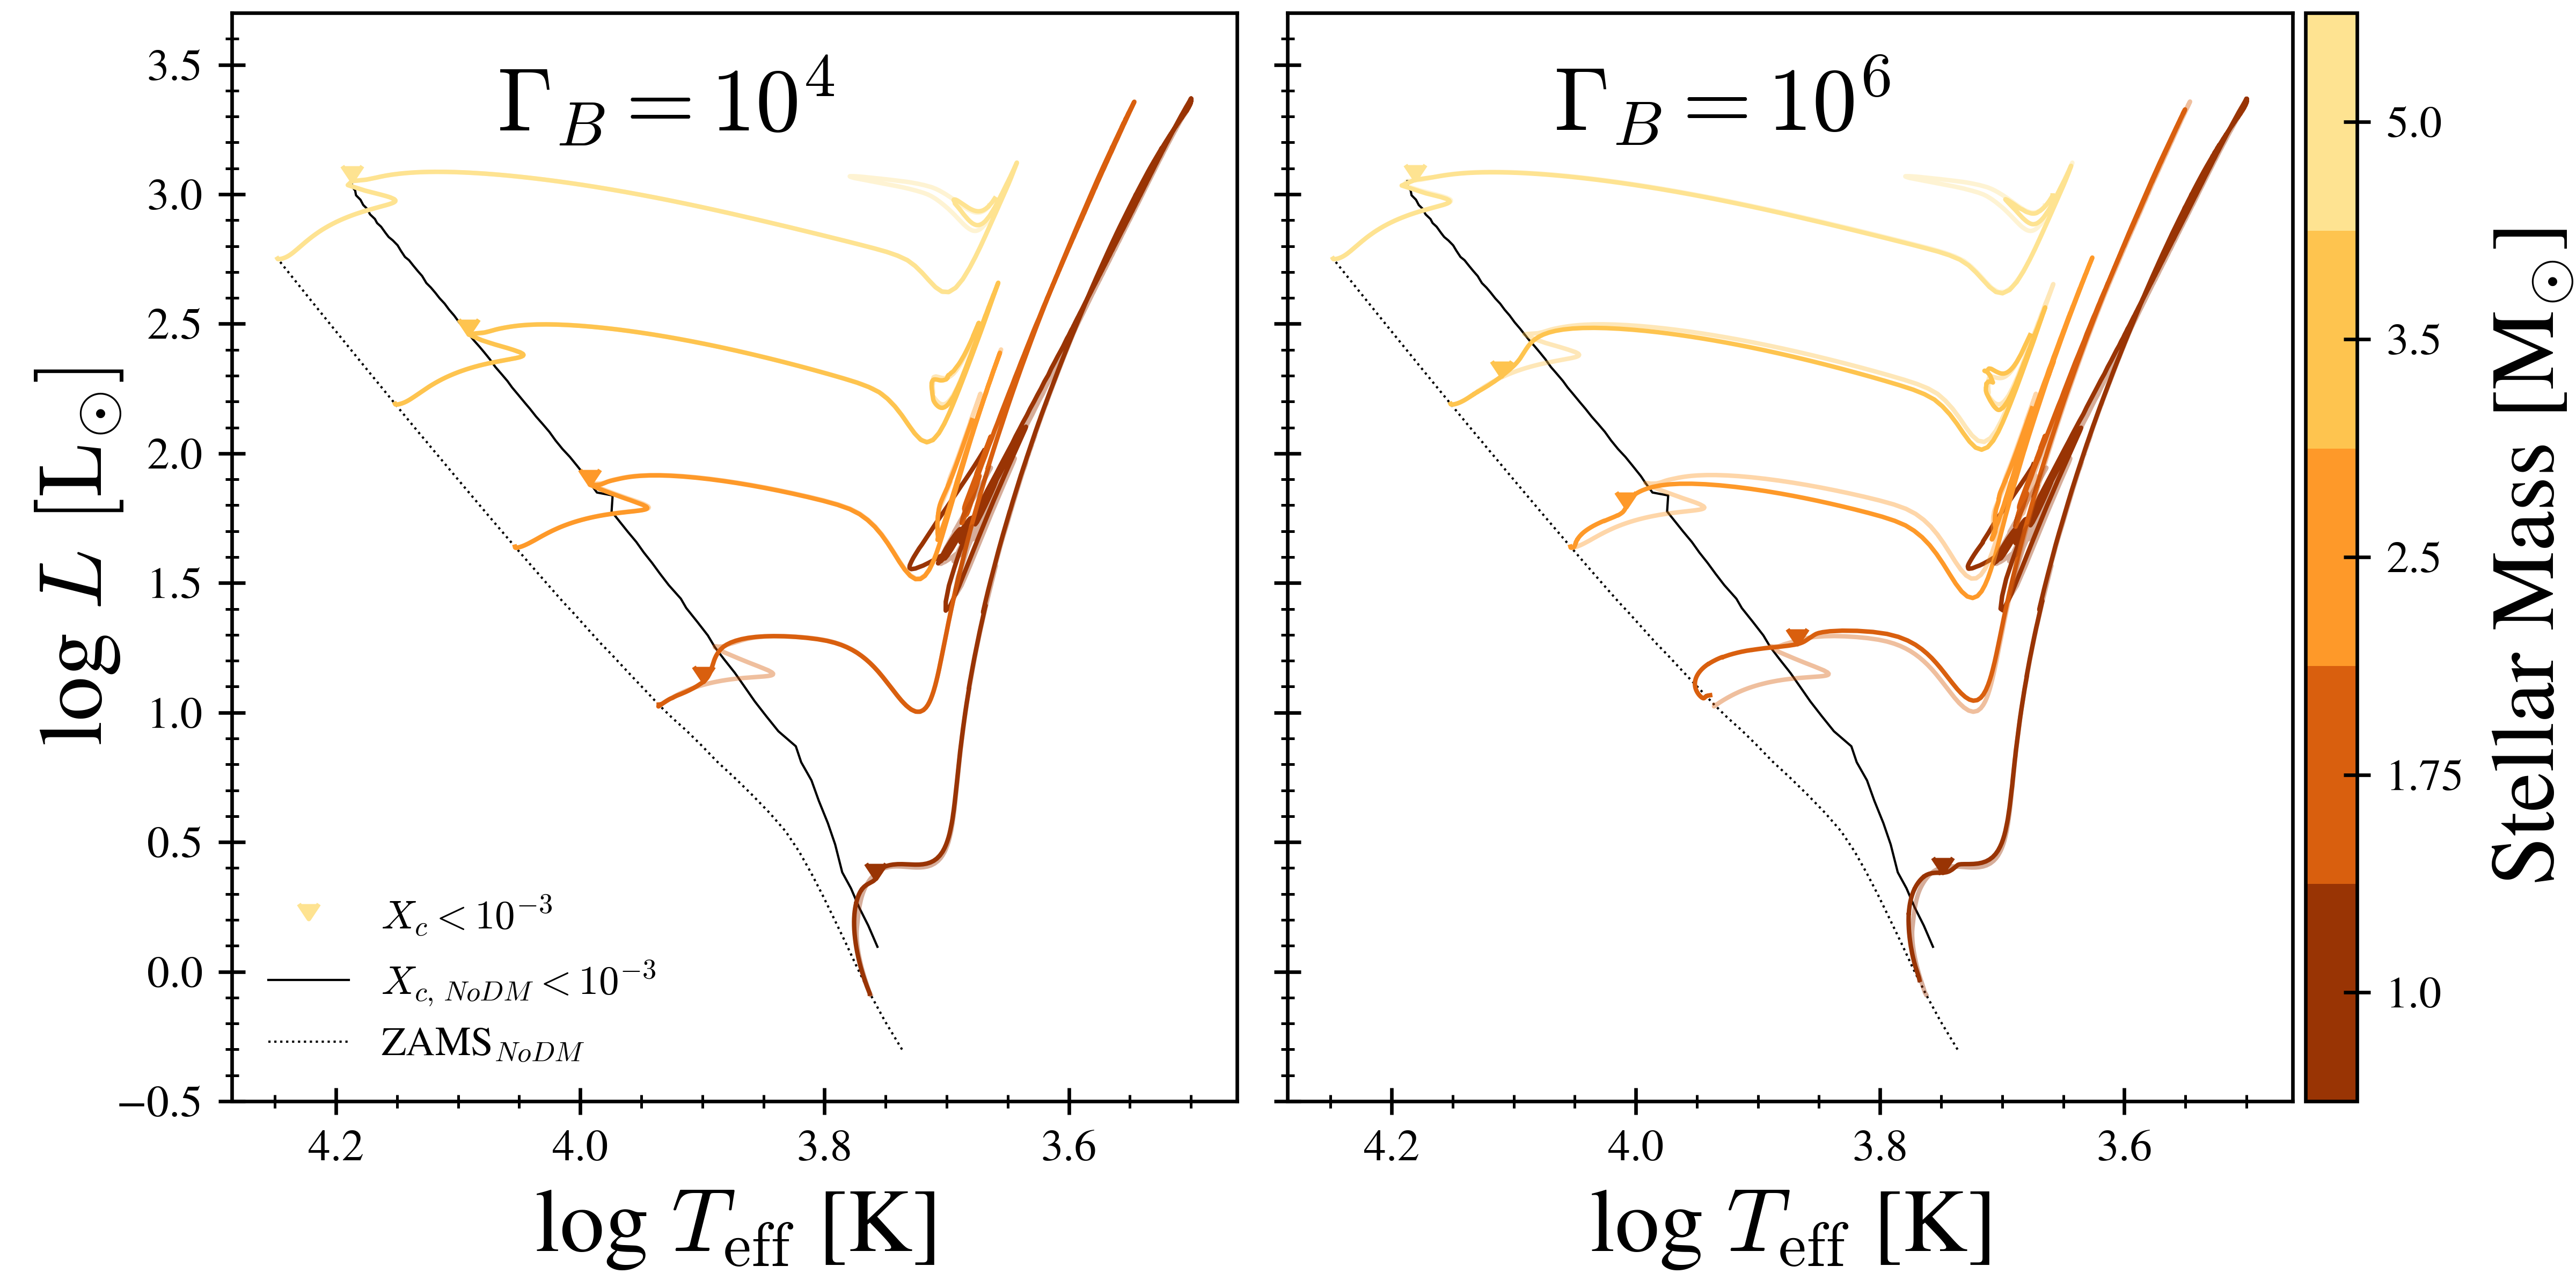 Γ_B = 10^4
Γ_B = 10^6
3.5
3.0
2.5
2.0
1.5
1.0
0.5
0.0
−0.5
log L [L_⊙]
X_c < 10^−3
X_c, NoDM < 10^−3
ZAMS_NoDM
4.2 4.0 3.8 3.6
4.2 4.0 3.8 3.6
log T_eff [K]
log T_eff [K]
5.0
3.5
2.5
1.75
1.0
Stellar Mass [M_⊙]